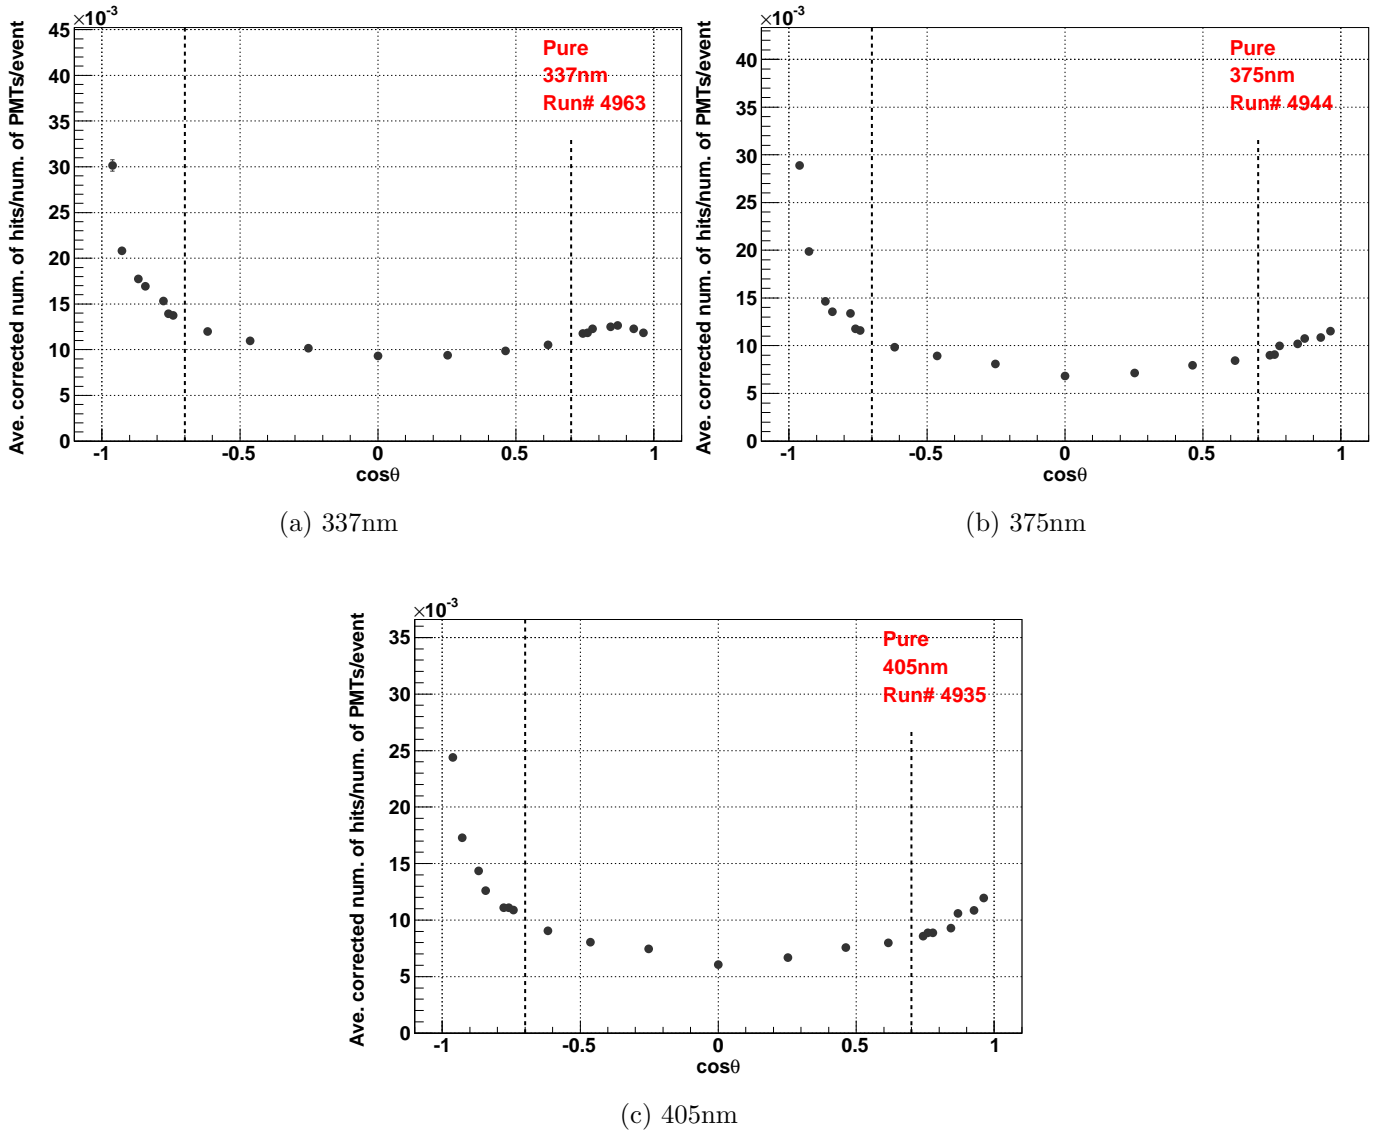 ×10-3
Ave. corrected num. of hits/num. of PMTs/event
45
40
35
30
25
20
15
10
5
0
-1
-0.5
0
0.5
1
cosθ
Pure
337nm
Run# 4963
(a) 337nm
×10-3
Ave. corrected num. of hits/num. of PMTs/event
40
35
30
25
20
15
10
5
0
-1
-0.5
0
0.5
1
cosθ
Pure
375nm
Run# 4944
(b) 375nm
×10-3
Ave. corrected num. of hits/num. of PMTs/event
35
30
25
20
15
10
5
0
-1
-0.5
0
0.5
1
cosθ
Pure
405nm
Run# 4935
(c) 405nm